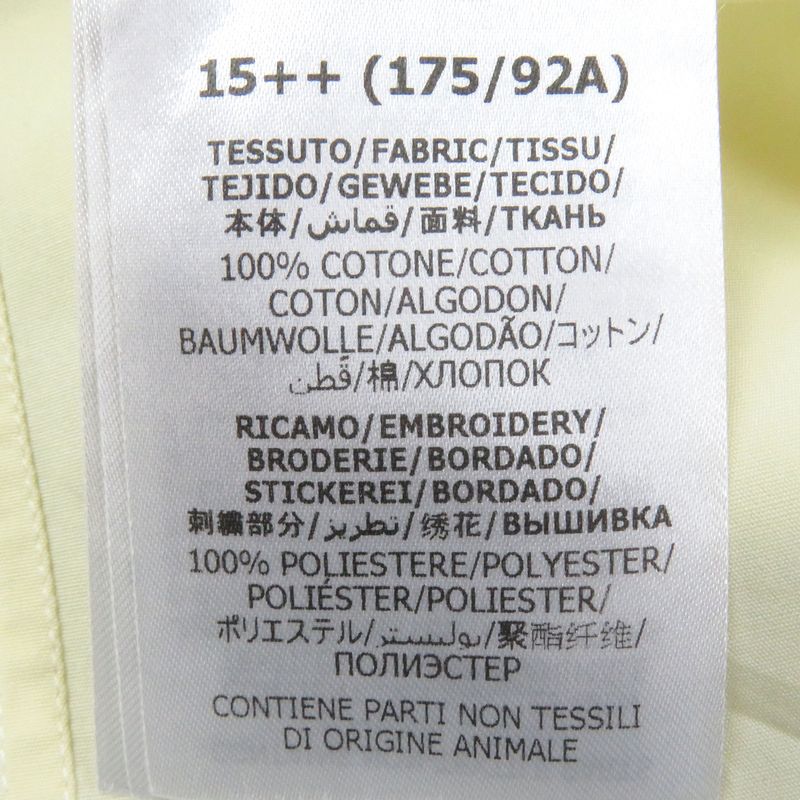 15++ (175/92A)
TESSUTO/FABRIC/TISSU/
TEJIDO/GEWEBE/TECIDO/
本体/قماش/面料/ТКАНЬ
100% COTONE/COTTON/
COTON/ALGODON/
BAUMWOLLE/ALGODÃO/コットン/
قُطن/棉/ХЛОПОК
RICAMO/EMBROIDERY/
BRODERIE/BORDADO/
STICKEREI/BORDADO/
刺繍部分/تطريز/绣花/ВЫШИВКА
100% POLIESTERE/POLYESTER/
POLIÉSTER/POLIESTER/
ポリエステル/بوليستر/聚酯纤维/
ПОЛИЭСТЕР
CONTIENE PARTI NON TESSILI
DI ORIGINE ANIMALE